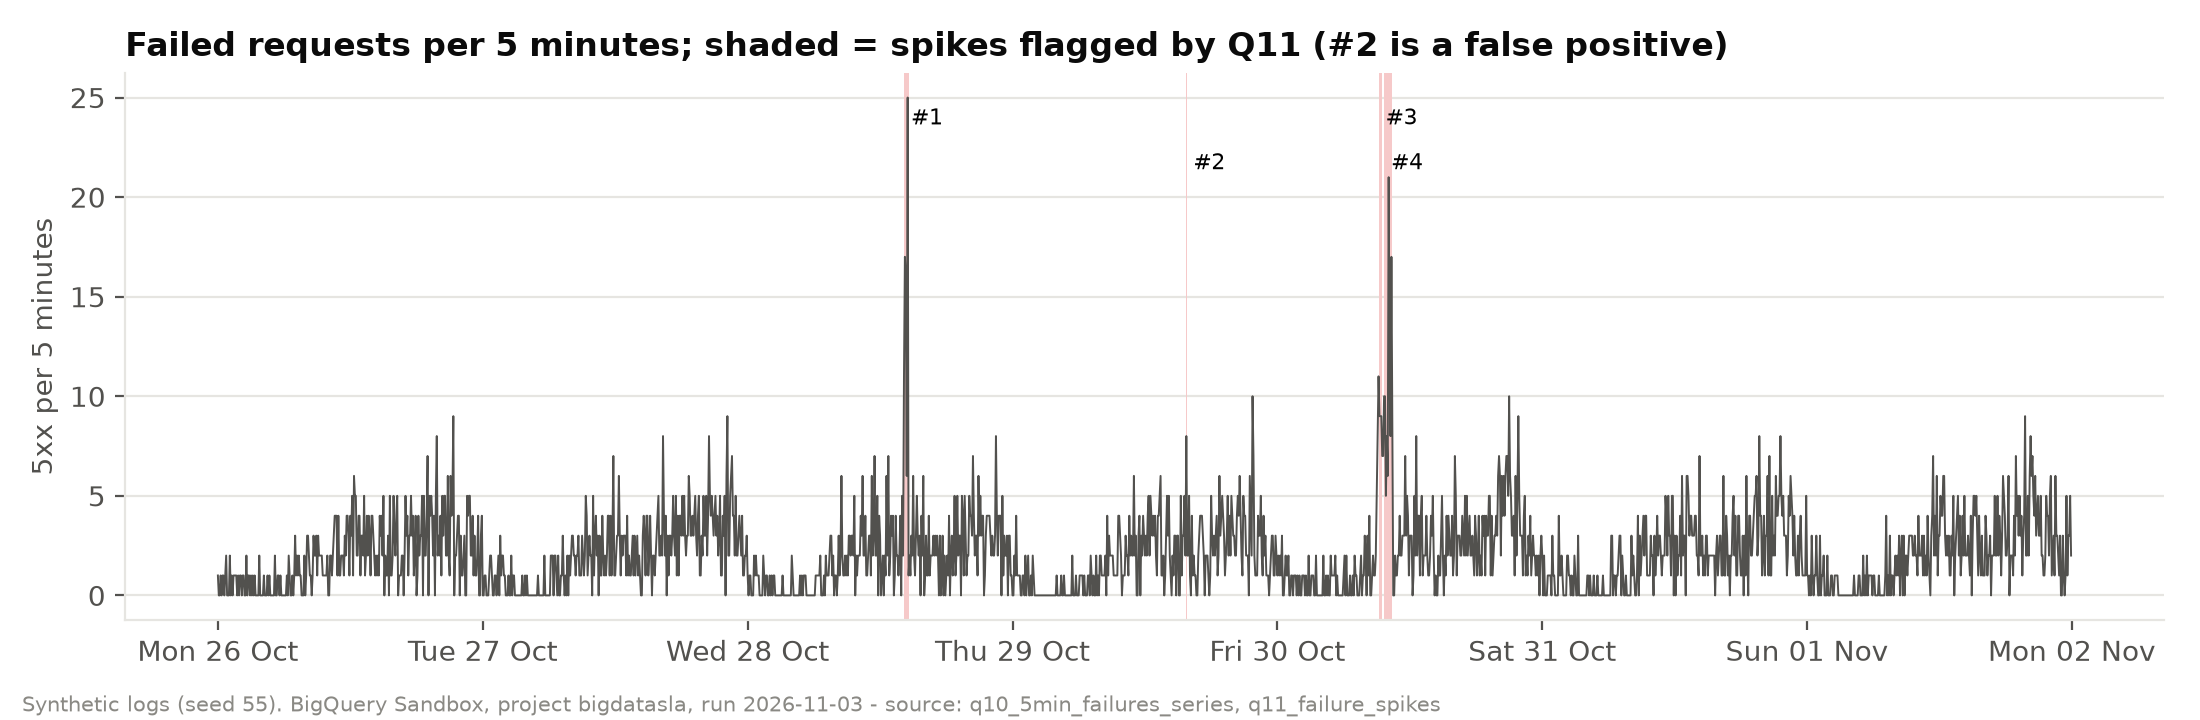 Failed requests per 5 minutes; shaded = spikes flagged by Q11 (#2 is a false positive)
5xx per 5 minutes
25
20
15
10
5
0
#1
#2
#3
#4
Mon 26 Oct
Tue 27 Oct
Wed 28 Oct
Thu 29 Oct
Fri 30 Oct
Sat 31 Oct
Sun 01 Nov
Mon 02 Nov
Synthetic logs (seed 55). BigQuery Sandbox, project bigdatasla, run 2026-11-03 - source: q10_5min_failures_series, q11_failure_spikes